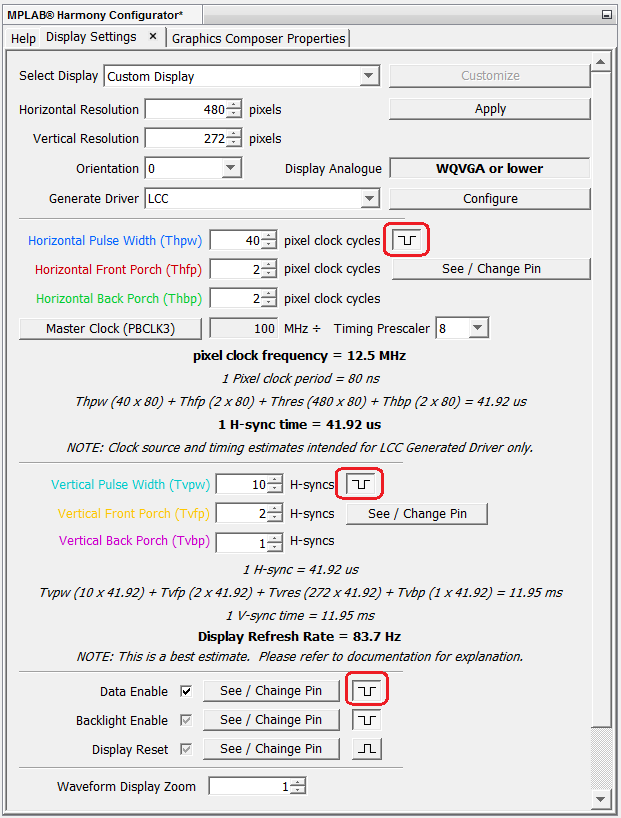 MPLAB® Harmony Configurator*
Help Display Settings × Graphics Composer Properties
Select Display Custom Display Customize
Horizontal Resolution 480 pixels Apply
Vertical Resolution 272 pixels
Orientation 0 Display Analogue WQVGA or lower
Generate Driver LCC Configure
Horizontal Pulse Width (Thpw) 40 pixel clock cycles
Horizontal Front Porch (Thfp) 2 pixel clock cycles See / Change Pin
Horizontal Back Porch (Thbp) 2 pixel clock cycles
Master Clock (PBCLK3) 100 MHz ÷ Timing Prescaler 8
pixel clock frequency = 12.5 MHz
1 Pixel clock period = 80 ns
Thpw (40 x 80) + Thfp (2 x 80) + Thres (480 x 80) + Thbp (2 x 80) = 41.92 us
1 H-sync time = 41.92 us
NOTE: Clock source and timing estimates intended for LCC Generated Driver only.
Vertical Pulse Width (Tvpw) 10 H-syncs
Vertical Front Porch (Tvfp) 2 H-syncs See / Change Pin
Vertical Back Porch (Tvbp) 1 H-syncs
1 H-sync = 41.92 us
Tvpw (10 x 41.92) + Tvfp (2 x 41.92) + Tvres (272 x 41.92) + Tvbp (1 x 41.92) = 11.95 ms
1 V-sync time = 11.95 ms
Display Refresh Rate = 83.7 Hz
NOTE: This is a best estimate. Please refer to documentation for explanation.
Data Enable See / Change Pin
Backlight Enable See / Change Pin
Display Reset See / Change Pin
Waveform Display Zoom 1